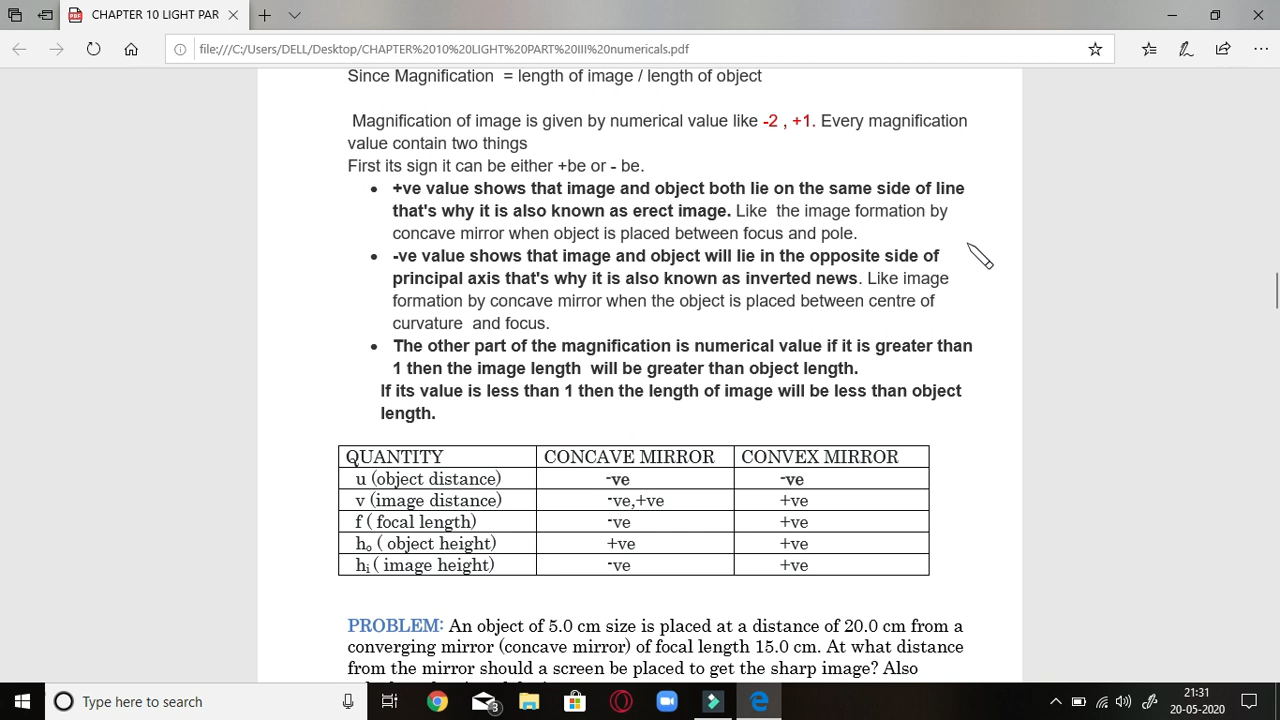 CHAPTER 10 LIGHT PAR
file:///C:/Users/DELL/Desktop/CHAPTER%2010%20LIGHT%20PART%20III%20numericals.pdf
Since Magnification = length of image / length of object
Magnification of image is given by numerical value like -2 , +1. Every magnification
value contain two things
First its sign it can be either +be or - be.
• +ve value shows that image and object both lie on the same side of line
that's why it is also known as erect image. Like the image formation by
concave mirror when object is placed between focus and pole.
• -ve value shows that image and object will lie in the opposite side of
principal axis that's why it is also known as inverted news. Like image
formation by concave mirror when the object is placed between centre of
curvature and focus.
• The other part of the magnification is numerical value if it is greater than
1 then the image length will be greater than object length.
If its value is less than 1 then the length of image will be less than object
length.
QUANTITY CONCAVE MIRROR CONVEX MIRROR
u (object distance) -ve -ve
v (image distance) -ve,+ve +ve
f ( focal length) -ve +ve
hₒ ( object height) +ve +ve
hᵢ ( image height) -ve +ve
PROBLEM: An object of 5.0 cm size is placed at a distance of 20.0 cm from a
converging mirror (concave mirror) of focal length 15.0 cm. At what distance
from the mirror should a screen be placed to get the sharp image? Also
Type here to search
3
21:31
20-05-2020